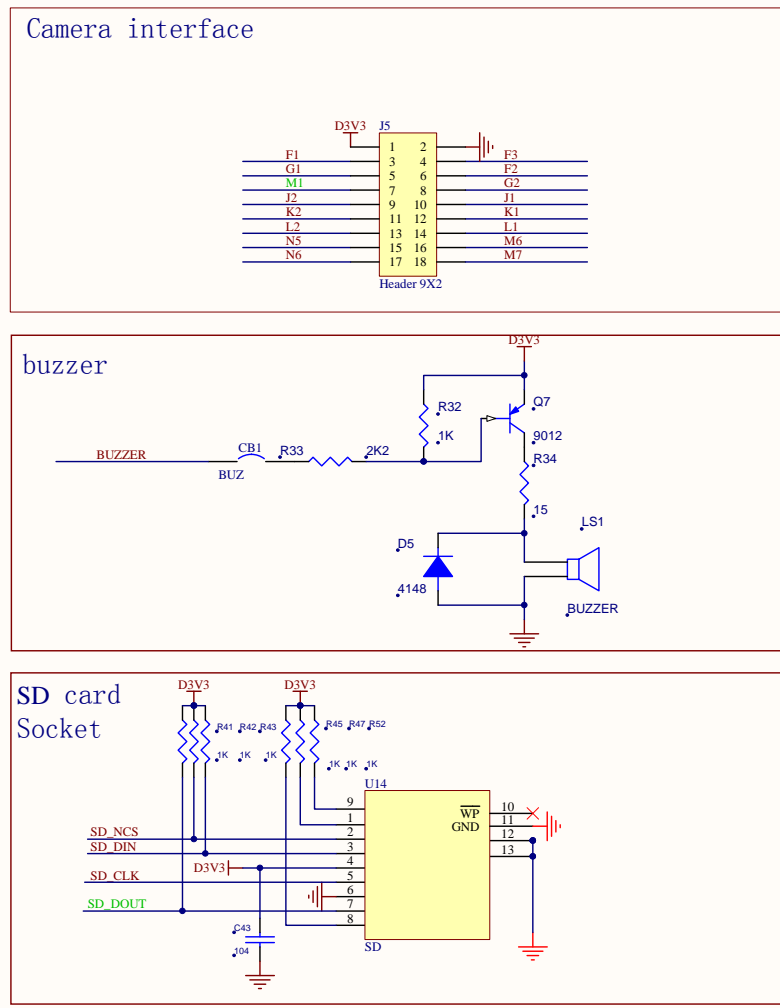 Camera interface
D3V3 J5
1 2
F1 3 4 F3
G1 5 6 F2
M1 7 8 G2
J2 9 10 J1
K2 11 12 K1
L2 13 14 L1
N5 15 16 M6
N6 17 18 M7
Header 9X2
buzzer
D3V3
R32
1K
Q7
9012
BUZZER
CB1
BUZ
R33
2K2
R34
15
D5
4148
LS1
BUZZER
SD card
Socket
D3V3 D3V3
R41 R42 R43 R45 R47 R52
1K 1K 1K 1K 1K 1K
U14
9 WP 10
1 GND 11
SD_NCS 2 12
SD_DIN 3 13
D3V3 4
SD_CLK 5
6
SD_DOUT 7
8
C43
104
SD